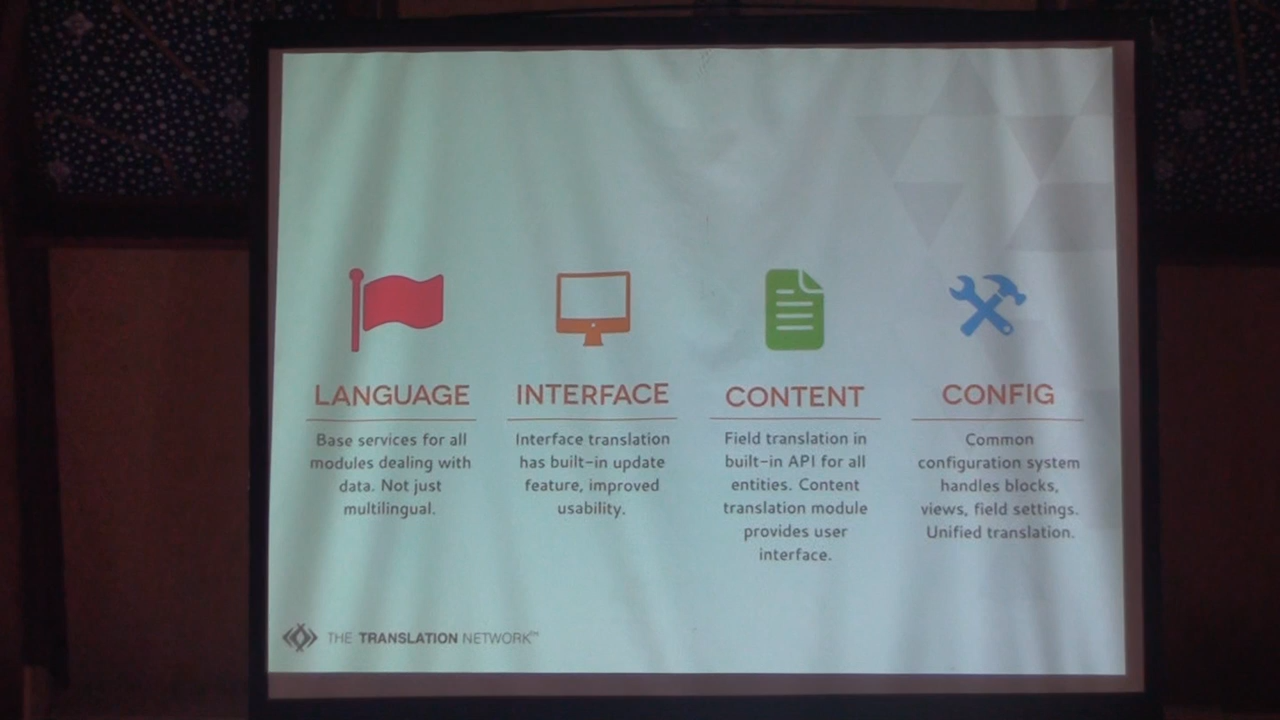 LANGUAGE
Base services for all
modules dealing with
data. Not just
multilingual.
INTERFACE
Interface translation
has built-in update
feature, improved
usability.
CONTENT
Field translation in
built-in API for all
entities. Content
translation module
provides user
interface.
CONFIG
Common
configuration system
handles blocks,
views, field settings.
Unified translation.
THE TRANSLATION NETWORK™